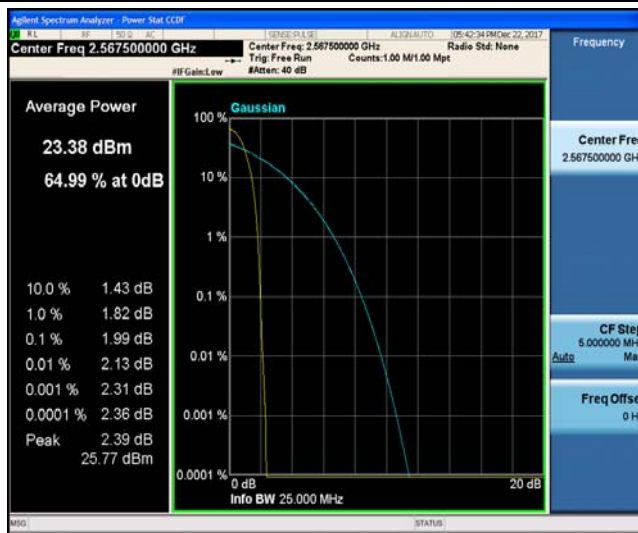 Agilent Spectrum Analyzer - Power Stat CCDF
RL RF 50 Ω AC SENSE:PULSE ALIGN AUTO 05:42:34 PM Dec 22, 2017
Center Freq 2.567500000 GHz
Center Freq: 2.567500000 GHz Radio Std: None
Trig: Free Run Counts:1.00 M/1.00 Mpt
#IFGain:Low #Atten: 40 dB
Frequency
Average Power
23.38 dBm
64.99 % at 0dB
10.0 % 1.43 dB
1.0 % 1.82 dB
0.1 % 1.99 dB
0.01 % 2.13 dB
0.001 % 2.31 dB
0.0001 % 2.36 dB
Peak 2.39 dB
25.77 dBm
Gaussian
100 %
10 %
1 %
0.1 %
0.01 %
0.001 %
0.0001 %
0 dB 20 dB
Info BW 25.000 MHz
Center Fre
2.567500000 GH
CF Ste
5.000000 MH
Auto Ma
Freq Offse
0 H
MSG STATUS